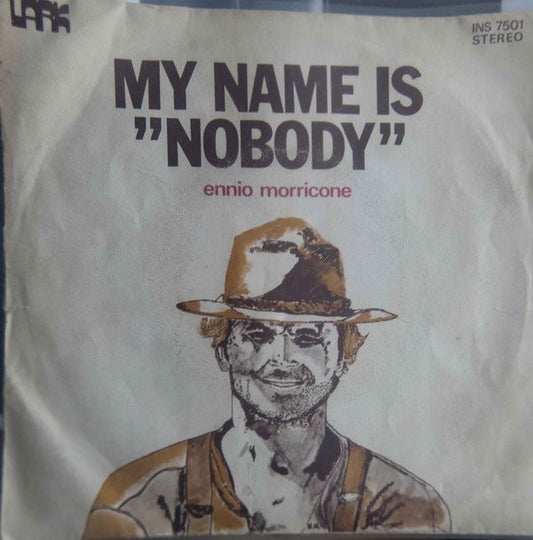 LARK
INS 7501
STEREO
MY NAME IS
"NOBODY"
ennio morricone